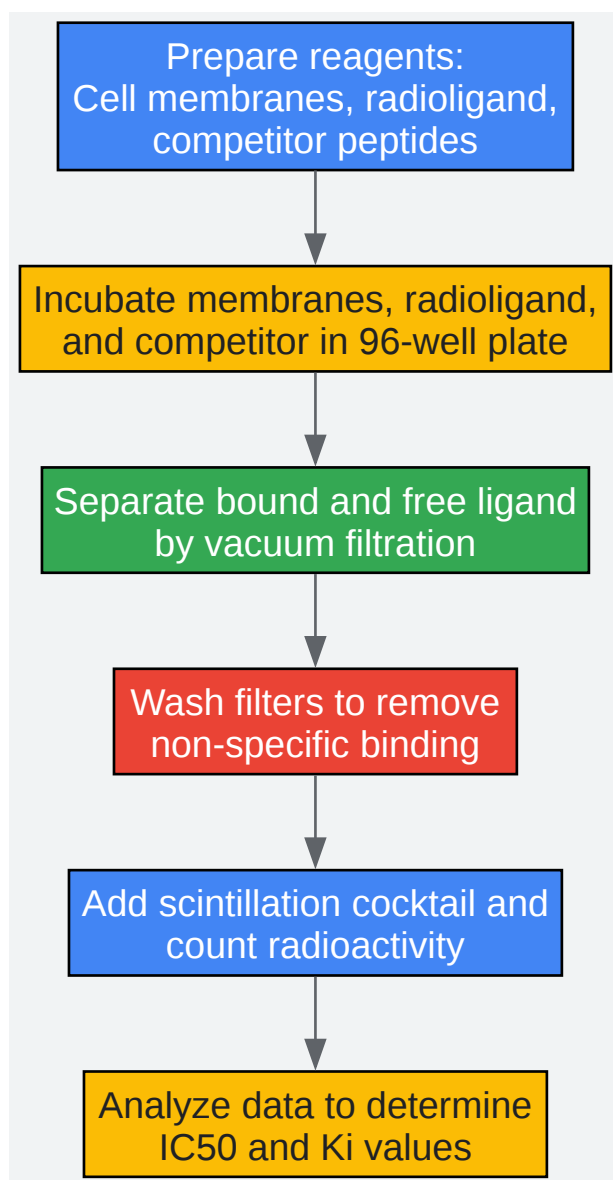 Prepare reagents:
Cell membranes, radioligand,
competitor peptides
Incubate membranes, radioligand,
and competitor in 96-well plate
Separate bound and free ligand
by vacuum filtration
Wash filters to remove
non-specific binding
Add scintillation cocktail and
count radioactivity
Analyze data to determine
IC50 and Ki values